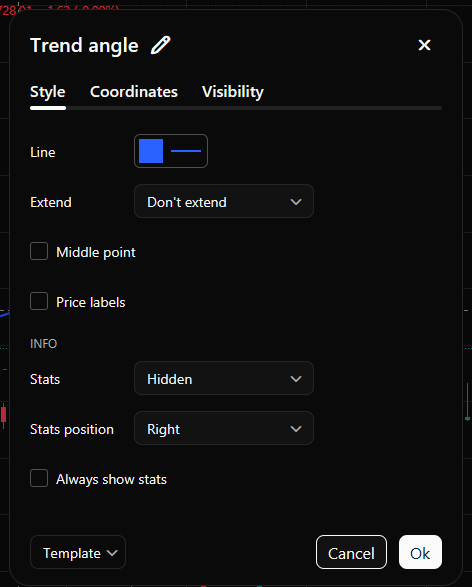 Trend angle
Style Coordinates Visibility
Line
Extend Don't extend
Middle point
Price labels
INFO
Stats Hidden
Stats position Right
Always show stats
Template Cancel Ok